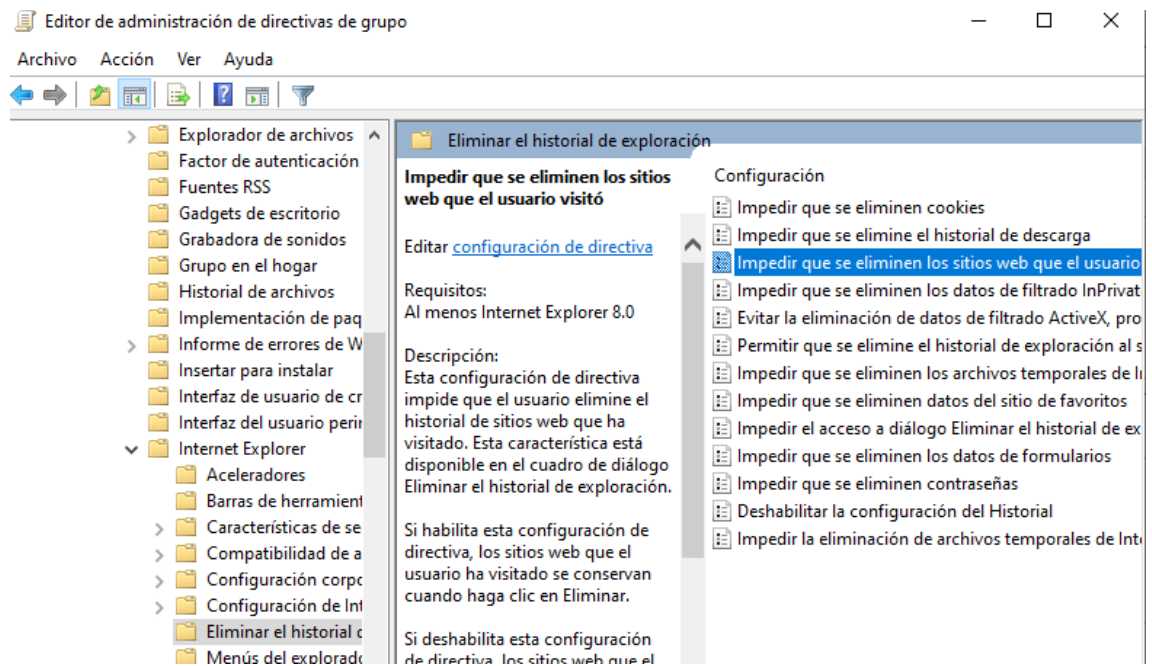 Editor de administración de directivas de grupo
Archivo Acción Ver Ayuda
Explorador de archivos
Factor de autenticación
Fuentes RSS
Gadgets de escritorio
Grabadora de sonidos
Grupo en el hogar
Historial de archivos
Implementación de paq
Informe de errores de W
Insertar para instalar
Interfaz de usuario de cr
Interfaz del usuario perir
Internet Explorer
Aceleradores
Barras de herramient
Características de se
Compatibilidad de a
Configuración corpo
Configuración de Int
Eliminar el historial d
Menús del explorado
Eliminar el historial de exploración
Impedir que se eliminen los sitios
web que el usuario visitó
Editar configuración de directiva
Requisitos:
Al menos Internet Explorer 8.0
Descripción:
Esta configuración de directiva
impide que el usuario elimine el
historial de sitios web que ha
visitado. Esta característica está
disponible en el cuadro de diálogo
Eliminar el historial de exploración.
Si habilita esta configuración de
directiva, los sitios web que el
usuario ha visitado se conservan
cuando haga clic en Eliminar.
Si deshabilita esta configuración
de directiva, los sitios web que el
Configuración
Impedir que se eliminen cookies
Impedir que se elimine el historial de descarga
Impedir que se eliminen los sitios web que el usuario
Impedir que se eliminen los datos de filtrado InPrivat
Evitar la eliminación de datos de filtrado ActiveX, pro
Permitir que se elimine el historial de exploración al s
Impedir que se eliminen los archivos temporales de In
Impedir que se eliminen datos del sitio de favoritos
Impedir el acceso a diálogo Eliminar el historial de ex
Impedir que se eliminen los datos de formularios
Impedir que se eliminen contraseñas
Deshabilitar la configuración del Historial
Impedir la eliminación de archivos temporales de Inte